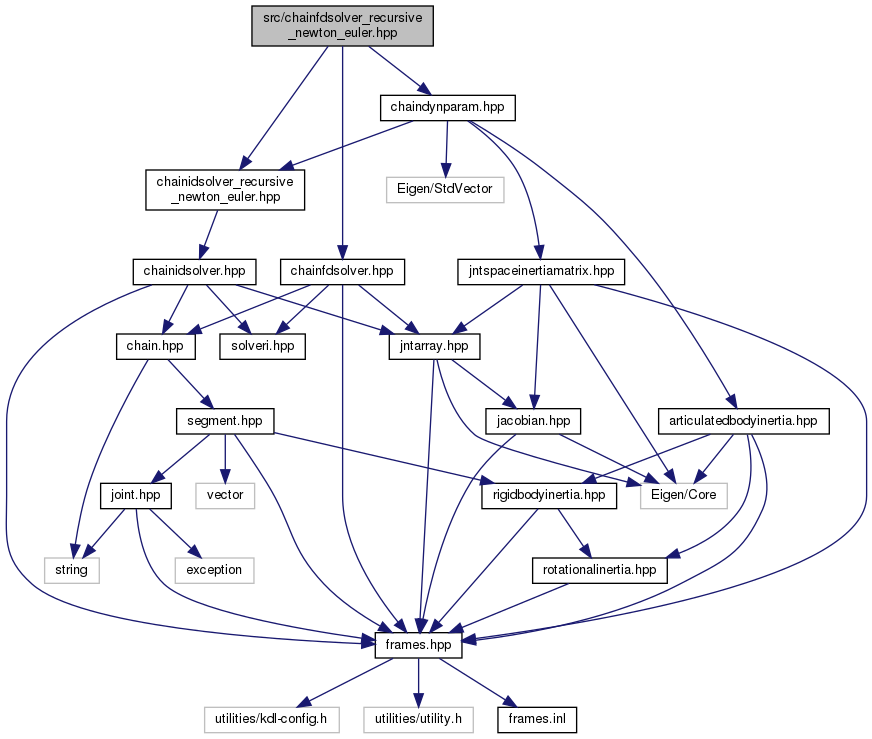 src/chainfdsolver_recursive
_newton_euler.hpp
chaindynparam.hpp
chainidsolver_recursive
_newton_euler.hpp
Eigen/StdVector
chainidsolver.hpp
chainfdsolver.hpp
jntspaceinertiamatrix.hpp
chain.hpp
solveri.hpp
jntarray.hpp
segment.hpp
jacobian.hpp
articulatedbodyinertia.hpp
joint.hpp
vector
rigidbodyinertia.hpp
Eigen/Core
string
exception
rotationalinertia.hpp
frames.hpp
utilities/kdl-config.h
utilities/utility.h
frames.inl